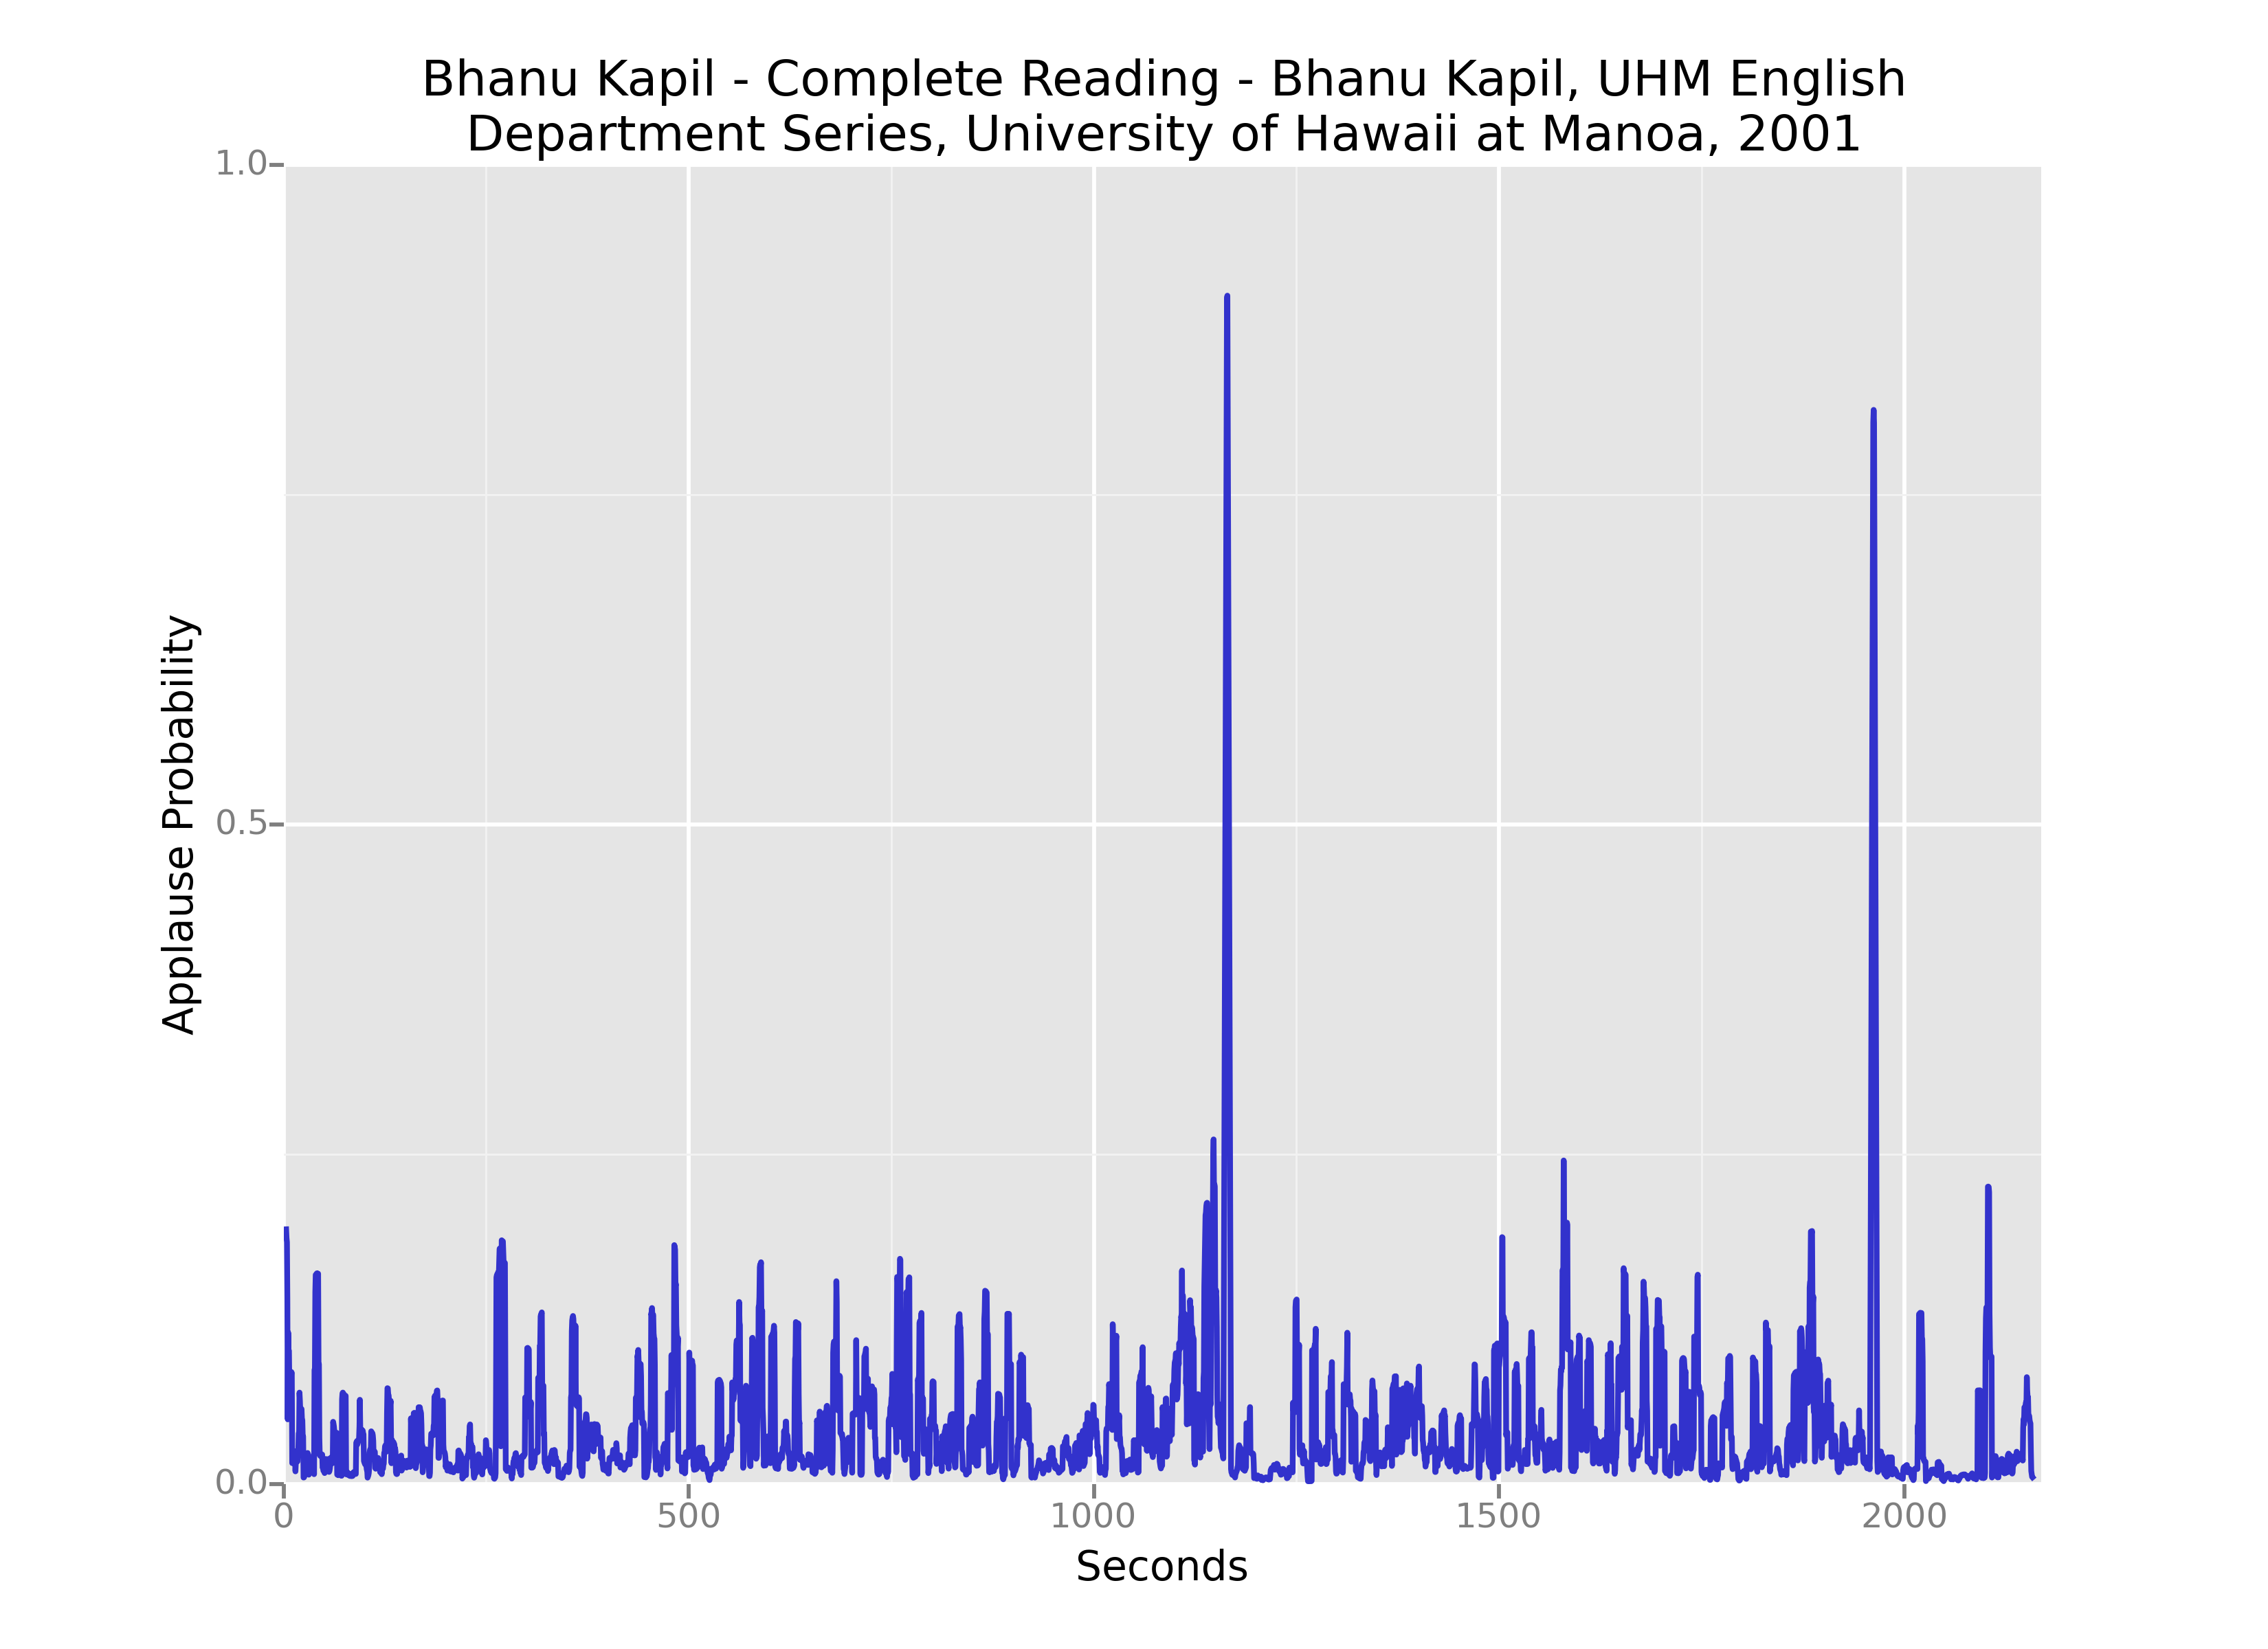 Bhanu Kapil - Complete Reading - Bhanu Kapil, UHM English
Department Series, University of Hawaii at Manoa, 2001
1.0
0.5
0.0
Applause Probability
0
500
1000
1500
2000
Seconds